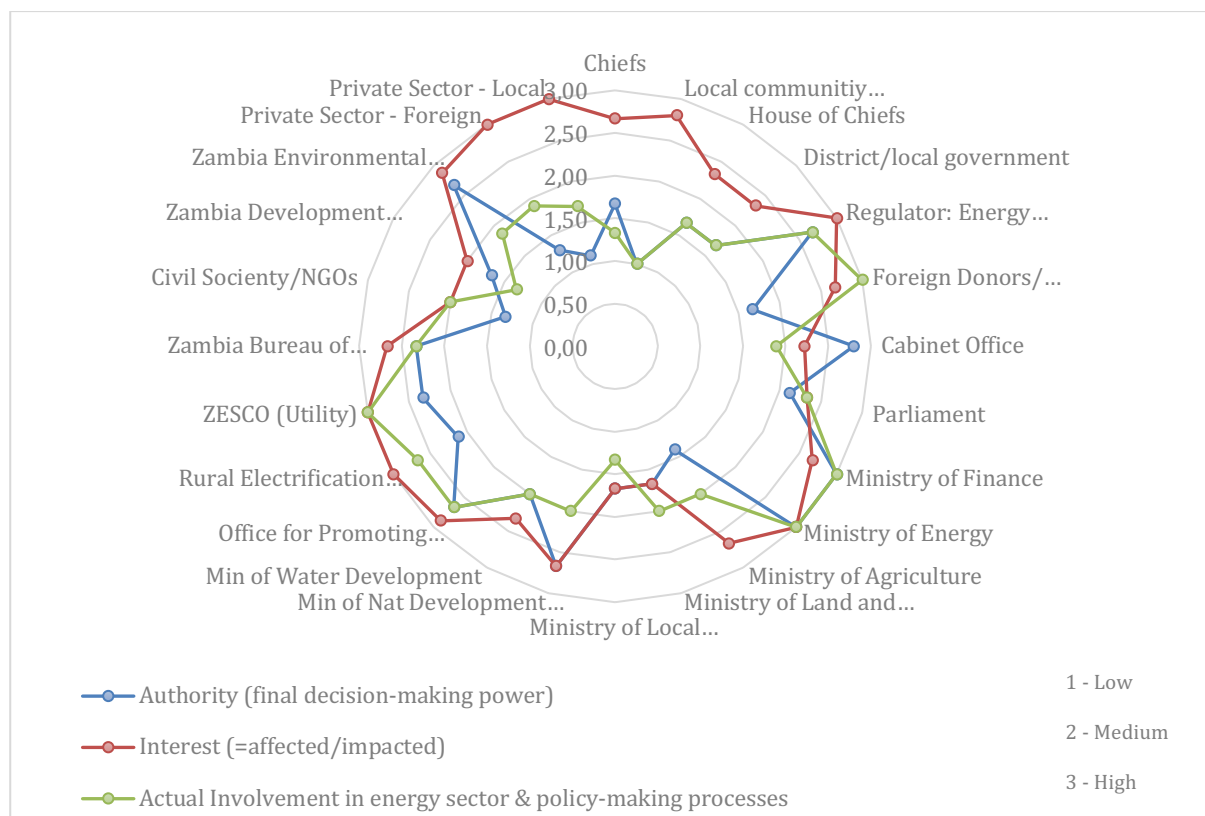 Chiefs
Private Sector - Local
Local communitiy…
Private Sector - Foreign
House of Chiefs
Zambia Environmental…
District/local government
Zambia Development…
Regulator: Energy…
Civil Socienty/NGOs
Foreign Donors/…
Zambia Bureau of…
Cabinet Office
ZESCO (Utility)
Parliament
Rural Electrification…
Ministry of Finance
Office for Promoting…
Ministry of Energy
Min of Water Development
Ministry of Agriculture
Min of Nat Development…
Ministry of Land and…
Ministry of Local…
3,00
2,50
2,00
1,50
1,00
0,50
0,00
Authority (final decision-making power)
Interest (=affected/impacted)
Actual Involvement in energy sector & policy-making processes
1 - Low
2 - Medium
3 - High